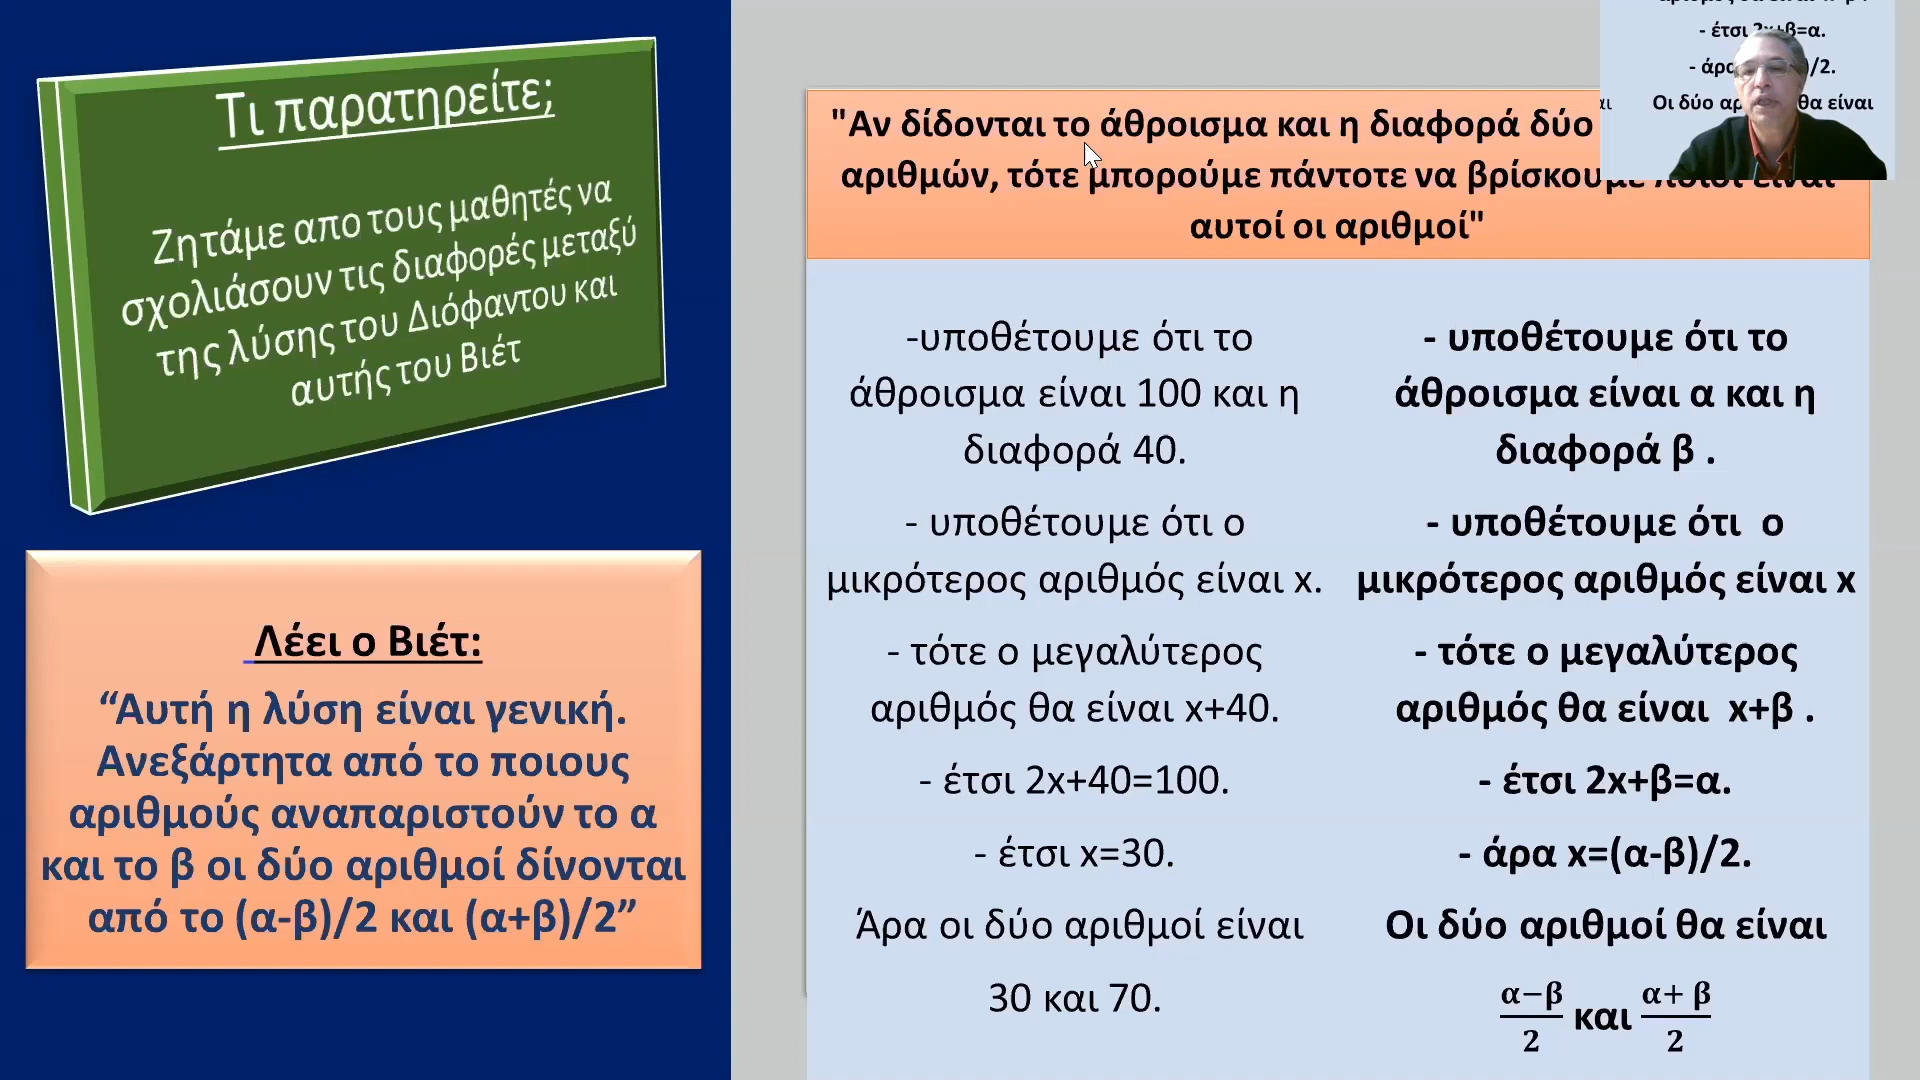 Τι παρατηρείτε;
Ζητάμε απο τους μαθητές να
σχολιάσουν τις διαφορές μεταξύ
της λύσης του Διόφαντου και
αυτής του Βιέτ
Λέει ο Βιέτ:
“Αυτή η λύση είναι γενική.
Ανεξάρτητα από το ποιους
αριθμούς αναπαριστούν το α
και το β οι δύο αριθμοί δίνονται
από το (α-β)/2 και (α+β)/2”
"Αν δίδονται το άθροισμα και η διαφορά δύο
αριθμών, τότε μπορούμε πάντοτε να βρίσκουμε ποιοι είναι
αυτοί οι αριθμοί"
-υποθέτουμε ότι το
άθροισμα είναι 100 και η
διαφορά 40.
- υποθέτουμε ότι ο
μικρότερος αριθμός είναι x.
- τότε ο μεγαλύτερος
αριθμός θα είναι x+40.
- έτσι 2x+40=100.
- έτσι x=30.
Άρα οι δύο αριθμοί είναι
30 και 70.
- υποθέτουμε ότι το
άθροισμα είναι α και η
διαφορά β .
- υποθέτουμε ότι ο
μικρότερος αριθμός είναι x
- τότε ο μεγαλύτερος
αριθμός θα είναι x+β .
- έτσι 2x+β=α.
- άρα x=(α-β)/2.
Οι δύο αριθμοί θα είναι
α−β/2 και α+ β/2
- έτσι 2x+β=α.
- άρα )/2.
Οι δύο θα είναι